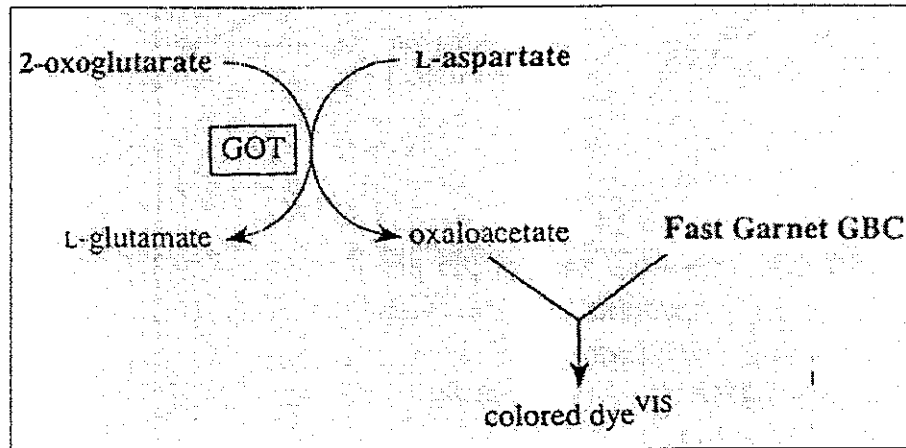 2-oxoglutarate L-aspartate
GOT
L-glutamate oxaloacetate Fast Garnet GBC
colored dye^VIS